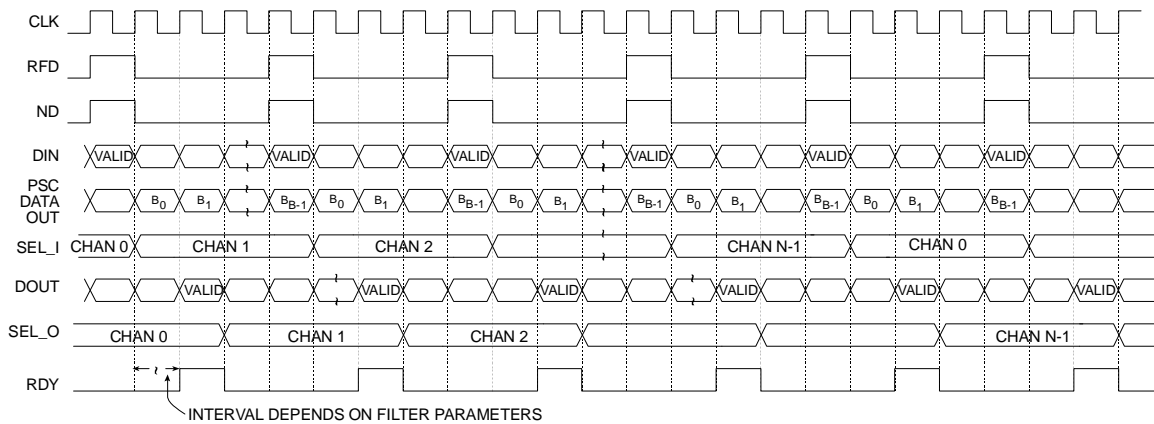 CLK
RFD
ND
DIN VALID VALID VALID VALID VALID VALID
PSC DATA OUT B0 B1 BB-1 B0 B1 BB-1 B0 B1 BB-1 B0 B1 BB-1 B0 B1 BB-1
SEL_I CHAN 0 CHAN 1 CHAN 2 CHAN N-1 CHAN 0
DOUT VALID VALID VALID VALID VALID VALID
SEL_O CHAN 0 CHAN 1 CHAN 2 CHAN N-1
RDY
INTERVAL DEPENDS ON FILTER PARAMETERS